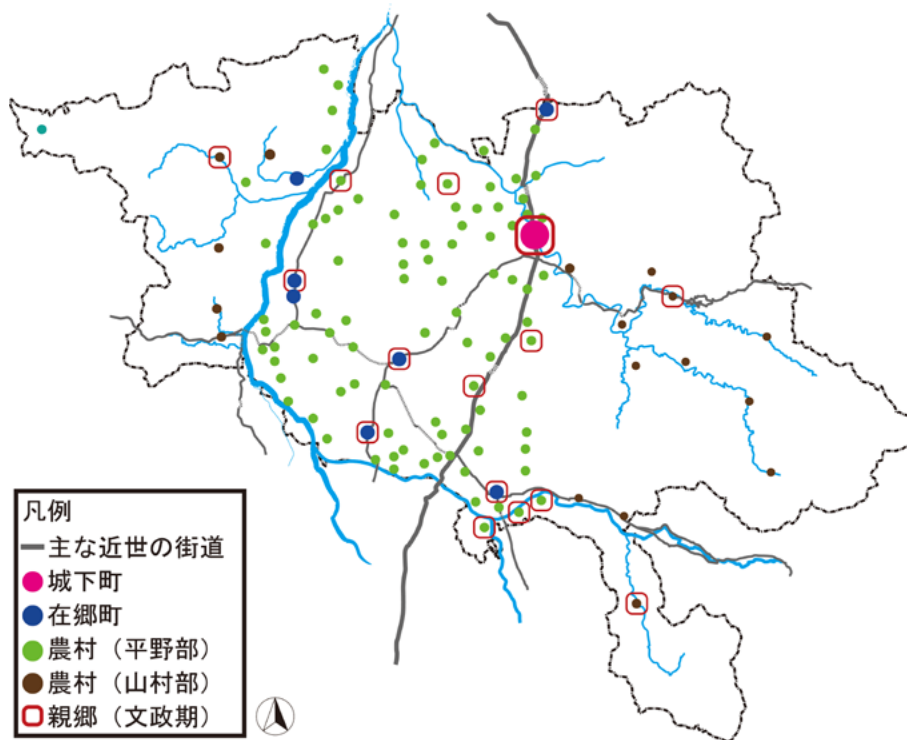 凡例
主な近世の街道
城下町
在郷町
農村（平野部）
農村（山村部）
親郷（文政期）